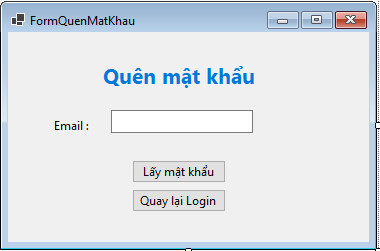 FormQuenMatKhau
Quên mật khẩu
Email :
Lấy mật khẩu
Quay lại Login